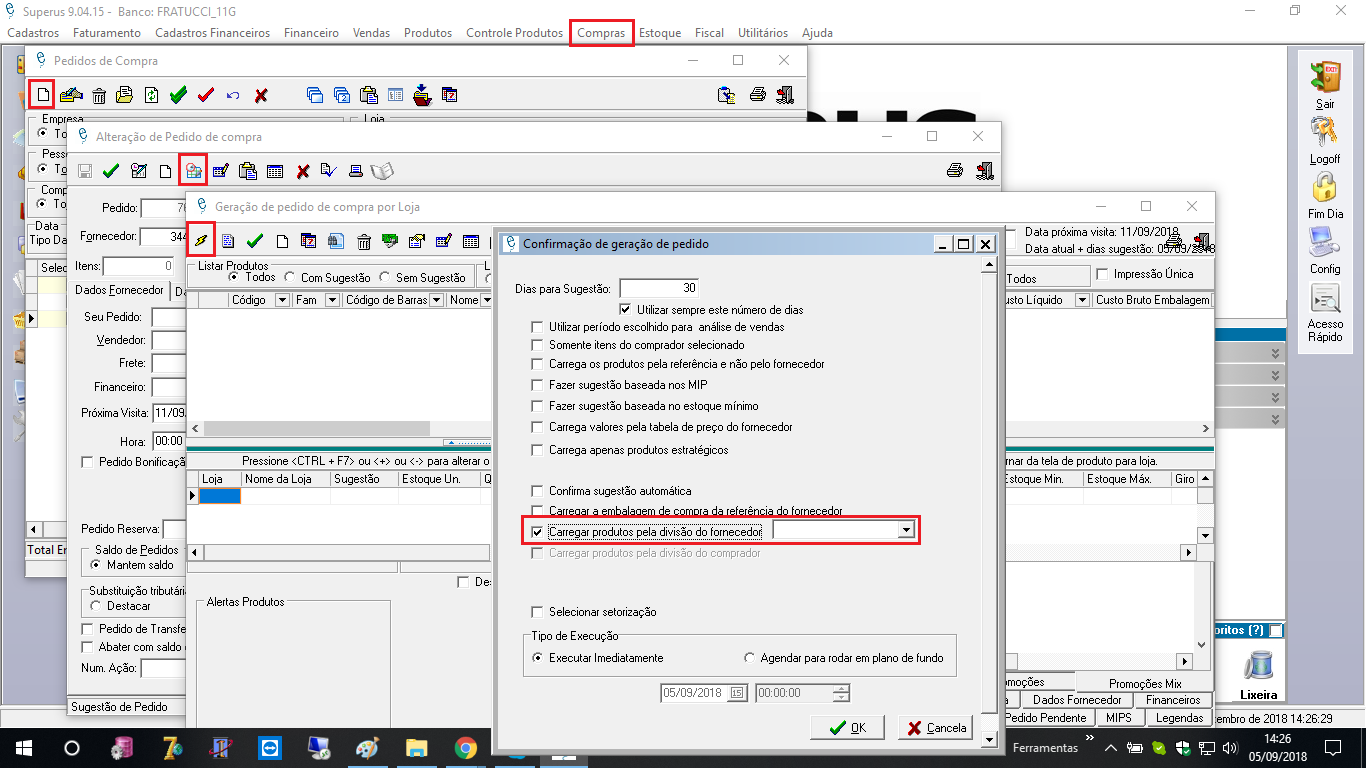 Superus 9.04.15 - Banco: FRATUCCI_11G
Cadastros Faturamento Cadastros Financeiros Financeiro Vendas Produtos Controle Produtos Compras Estoque Fiscal Utilitários Ajuda
Pedidos de Compra
Empresa
Loja
Alteração de Pedido de compra
Pedido:
Fornecedor: 344
Itens: 0
Dados Fornecedor
Seu Pedido:
Vendedor:
Frete:
Financeiro:
Próxima Visita: 11/09
Hora: 00:00
Pedido Bonificaçã
Pedido Reserva:
Saldo de Pedidos
Mantem saldo
Substituição tributári
Destacar
Pedido de Transfe
Abater com saldo
Num. Ação:
Sugestão de Pedido
Data
Tipo Da
Selec
Total En
Geração de pedido de compra por Loja
Listar Produtos
Todos Com Sugestão Sem Sugestão
Código Fam Código de Barras Nome
Pressione <CTRL + F7> ou <+> ou <-> para alterar o
Loja Nome da Loja Sugestão Estoque Un. Q
Des
Alertas Produtos
Data próxima visita: 11/09/2018
Data atual + dias sugestão: 05/09/2018
Todos
Impressão Única
usto Líquido Custo Bruto Embalagem
rnar da tela de produto para loja.
Estoque Min. Estoque Máx. Giro
omoções
Promoções Mix
Dados Fornecedor Financeiros
Pedido Pendente MIPS Legendas
Confirmação de geração de pedido
Dias para Sugestão: 30
Utilizar sempre este número de dias
Utilizar período escolhido para análise de vendas
Somente itens do comprador selecionado
Carrega os produtos pela referência e não pelo fornecedor
Fazer sugestão baseada nos MIP
Fazer sugestão baseada no estoque mínimo
Carrega valores pela tabela de preço do fornecedor
Carrega apenas produtos estratégicos
Confirma sugestão automática
Carregar a embalagem de compra da referência do fornecedor
Carregar produtos pela divisão do fornecedor
Carregar produtos pela divisão do comprador
Selecionar setorização
Tipo de Execução
Executar Imediatamente Agendar para rodar em plano de fundo
05/09/2018 15 00:00:00
OK Cancela
EXIT
Sair
Logoff
Fim Dia
Config
Acesso
Rápido
oritos (?)
Lixeira
tembro de 2018 14:26:29
Ferramentas
14:26
05/09/2018